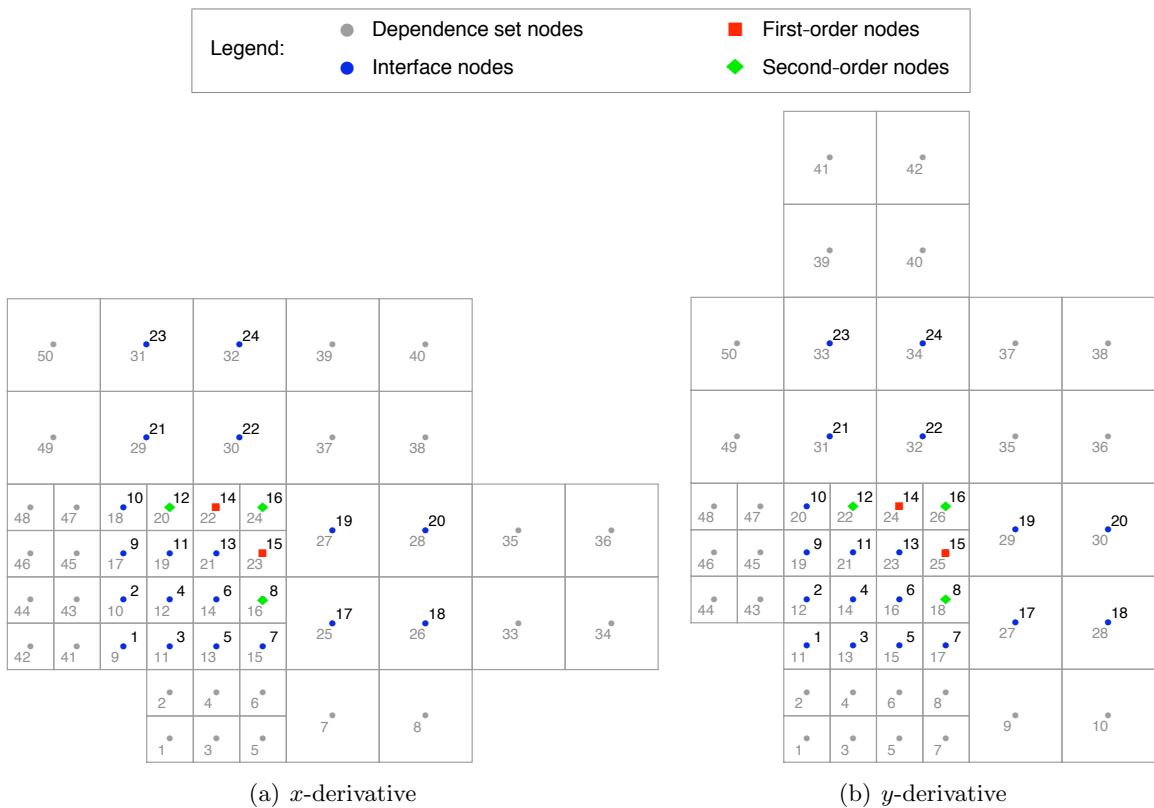 Legend:
Dependence set nodes
First-order nodes
Interface nodes
Second-order nodes
41 42
39 40
23 24
50 31 32 39 40
23 24
50 33 34 37 38
21 22
49 29 30 37 38
21 22
49 31 32 35 36
10 12 14 16
48 47 18 20 22 24
19 20
27 28 35 36
9 11 13 15
46 45 17 19 21 23
2 4 6 8
44 43 10 12 14 16
17 18
25 26 33 34
1 3 5 7
42 41 9 11 13 15
2 4 6
7 8
1 3 5
10 12 14 16
48 47 20 22 24 26
19 20
29 30
9 11 13 15
46 45 19 21 23 25
2 4 6 8
44 43 12 14 16 18
17 18
27 28
1 3 5 7
11 13 15 17
2 4 6 8
9 10
1 3 5 7
(a) x-derivative
(b) y-derivative